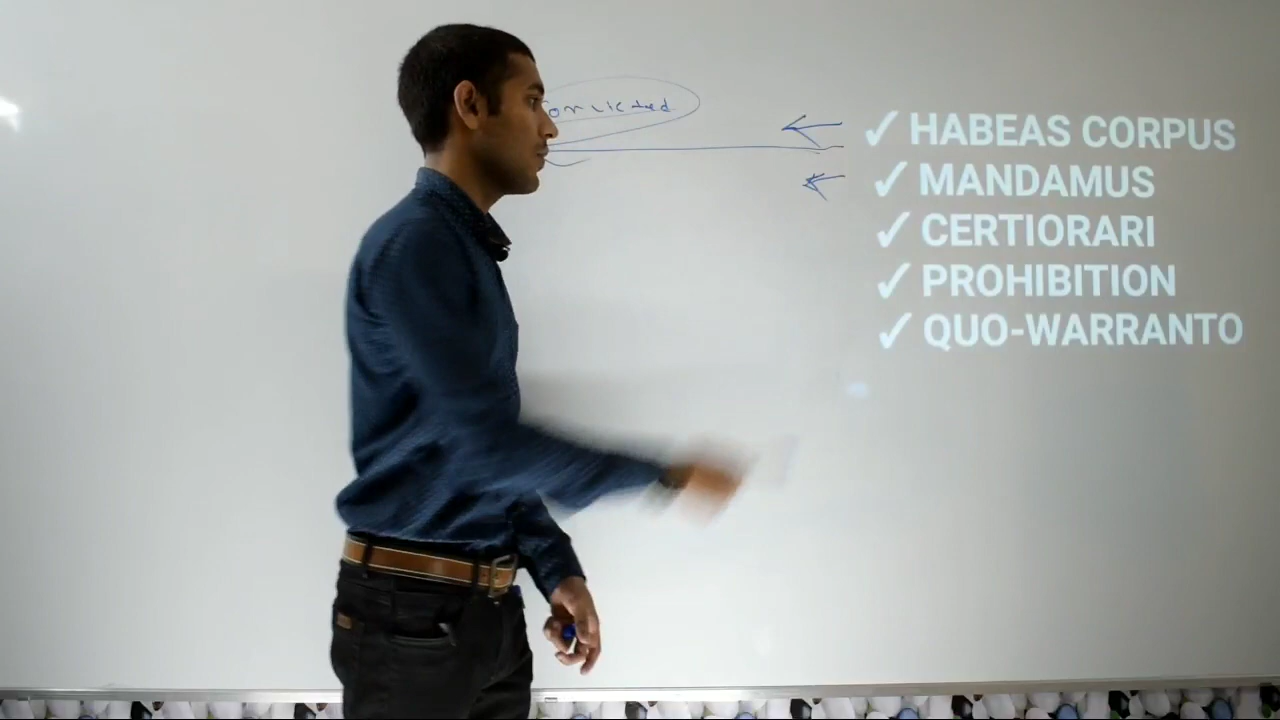 ✓ HABEAS CORPUS
✓ MANDAMUS
✓ CERTIORARI
✓ PROHIBITION
✓ QUO-WARRANTO